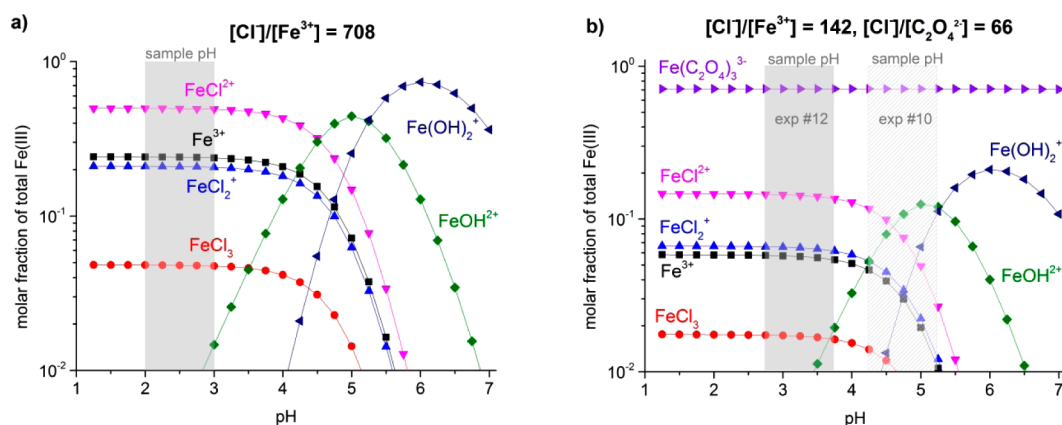 a)
[Cl⁻]/[Fe³⁺] = 708
sample pH
FeCl²⁺
Fe³⁺
FeCl₂⁺
FeCl₃
Fe(OH)₂⁺
FeOH²⁺
molar fraction of total Fe(III)
10⁰
10⁻¹
10⁻²
1 2 3 4 5 6 7
pH
b)
[Cl⁻]/[Fe³⁺] = 142, [Cl⁻]/[C₂O₄²⁻] = 66
sample pH sample pH
Fe(C₂O₄)₃³⁻
exp #12 exp #10
Fe(OH)₂⁺
FeCl²⁺
FeCl₂⁺
Fe³⁺
FeOH²⁺
FeCl₃
molar fraction of total Fe(III)
10⁰
10⁻¹
10⁻²
1 2 3 4 5 6 7
pH